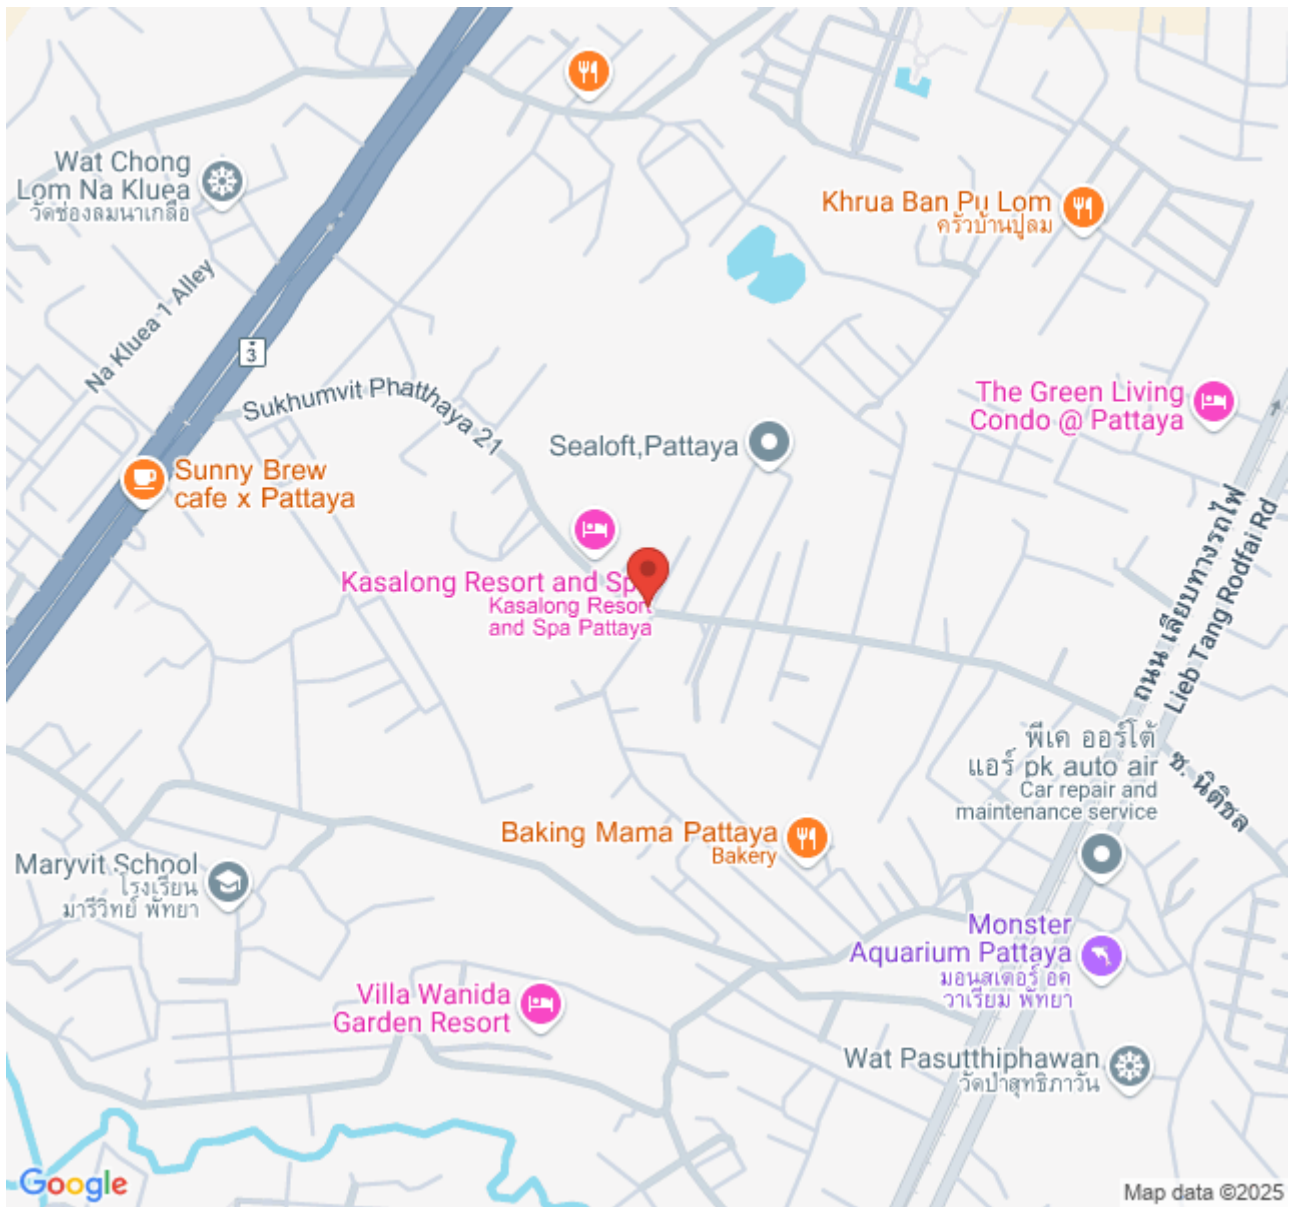 Wat Chong
Lom Na Kluea
วัดช่องลมนาเกลือ
Khrua Ban Pu Lom
ครัวบ้านปูลม
Na Kluea 1 Alley
3
Sukhumvit Phatthaya 21
The Green Living
Condo @ Pattaya
Sealoft,Pattaya
Sunny Brew
cafe x Pattaya
Kasalong Resort and Sp
Kasalong Resort
and Spa Pattaya
ถนน เลียบทางรถไฟ
Lieb Tang Rodfai Rd
พีเค ออร์โต้
แอร์ pk auto air
Car repair and
maintenance service
ซ. นิติชล
Baking Mama Pattaya
Bakery
Maryvit School
โรงเรียน
มารีวิทย์ พัทยา
Monster
Aquarium Pattaya
มอนสเตอร์ อค
วาเรียม พัทยา
Villa Wanida
Garden Resort
Wat Pasutthiphawan
วัดป่าสุทธิภาวัน
Google
Map data ©2025